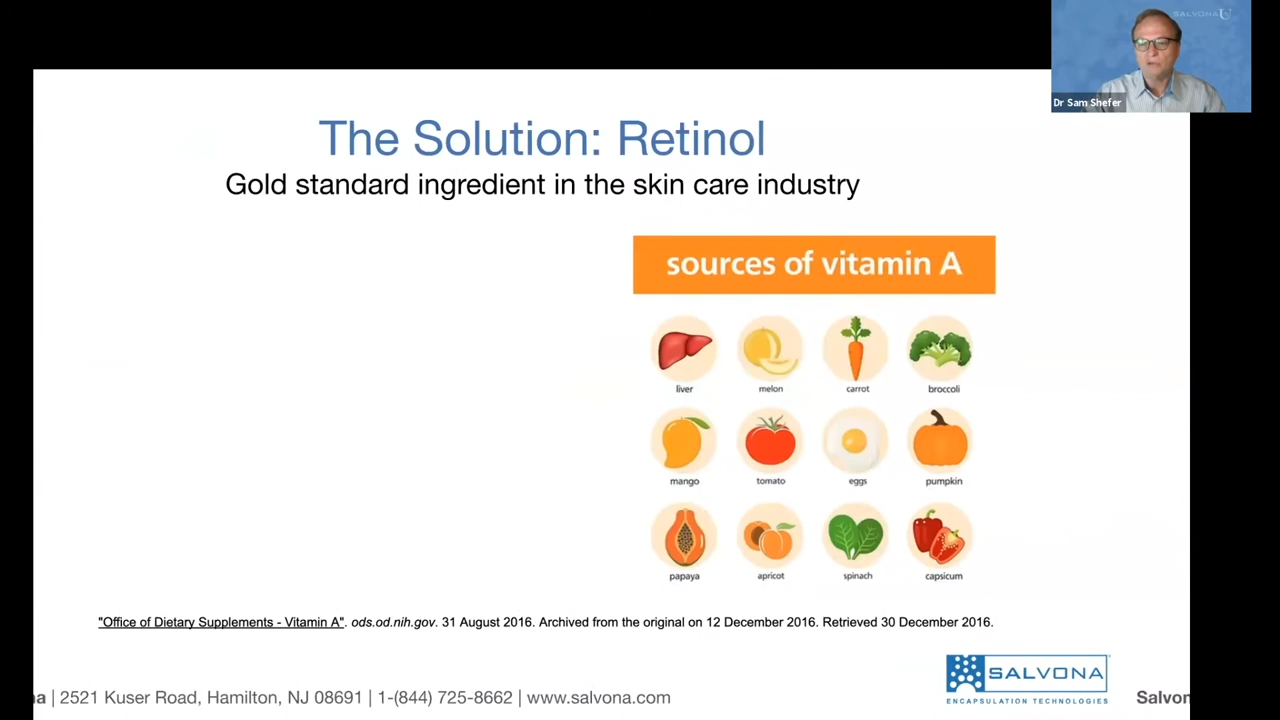 SALVONA
Dr Sam Shefer
The Solution: Retinol
Gold standard ingredient in the skin care industry
sources of vitamin A
liver
melon
carrot
broccoli
mango
tomato
eggs
pumpkin
papaya
apricot
spinach
capsicum
"Office of Dietary Supplements - Vitamin A". ods.od.nih.gov. 31 August 2016. Archived from the original on 12 December 2016. Retrieved 30 December 2016.
SALVONA
ENCAPSULATION TECHNOLOGIES
na | 2521 Kuser Road, Hamilton, NJ 08691 | 1-(844) 725-8662 | www.salvona.com
Salvon